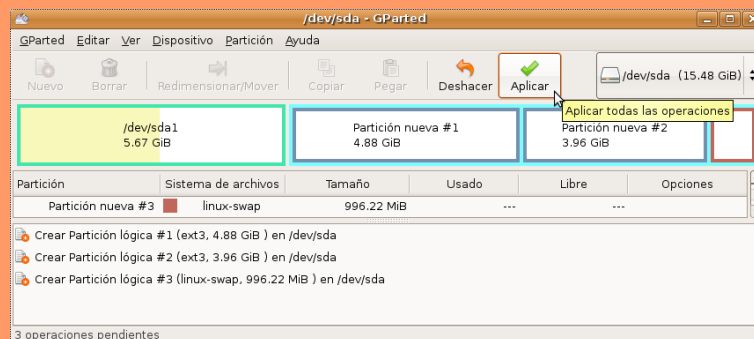 /dev/sda - GParted
GParted Editar Ver Dispositivo Partición Ayuda
Nuevo Borrar Redimensionar/Mover Copiar Pegar Deshacer Aplicar /dev/sda (15.48 GiB)
Aplicar todas las operaciones
/dev/sda1 Partición nueva #1 Partición nueva #2
5.67 GiB 4.88 GiB 3.96 GiB
Partición Sistema de archivos Tamaño Usado Libre Opciones
Partición nueva #3 linux-swap 996.22 MiB --- ---
Crear Partición lógica #1 (ext3, 4.88 GiB ) en /dev/sda
Crear Partición lógica #2 (ext3, 3.96 GiB ) en /dev/sda
Crear Partición lógica #3 (linux-swap, 996.22 MiB ) en /dev/sda
3 operaciones pendientes